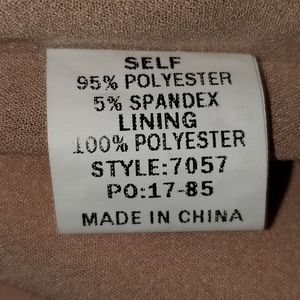 SELF
95% POLYESTER
5% SPANDEX
LINING
100% POLYESTER
STYLE:7057
PO:17-85
MADE IN CHINA